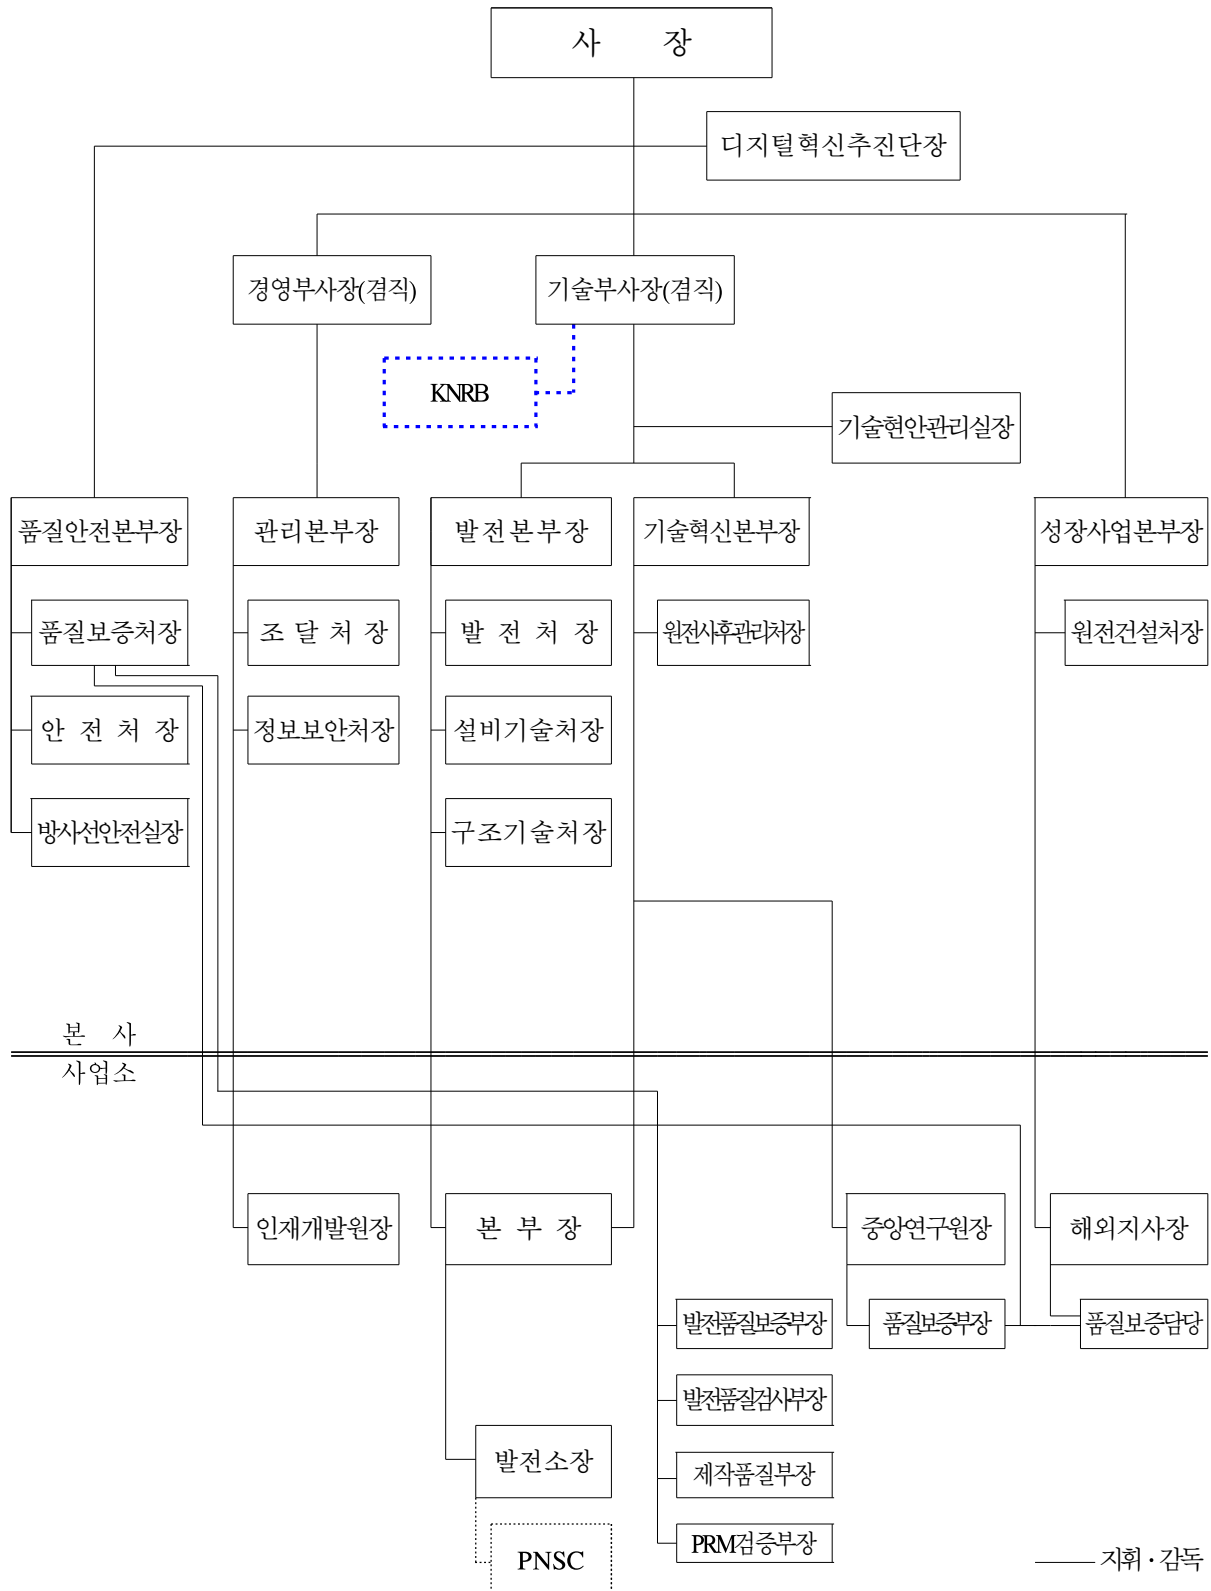 사 장
디지털혁신추진단장
경영부사장(겸직) 기술부사장(겸직)
KNRB
기술현안관리실장
품질안전본부장 관리본부장 발전본부장 기술혁신본부장 성장사업본부장
품질보증처장 조 달 처 장 발 전 처 장 원전사후관리처장 원전건설처장
안 전 처 장 정보보안처장 설비기술처장
방사선안전실장 구조기술처장
본 사
사업소
인재개발원장 본 부 장 중앙연구원장 해외지사장
발전품질보증부장 품질보증부장 품질보증담당
발전품질검사부장
발전소장 제작품질부장
PNSC PRM검증부장 지휘·감독